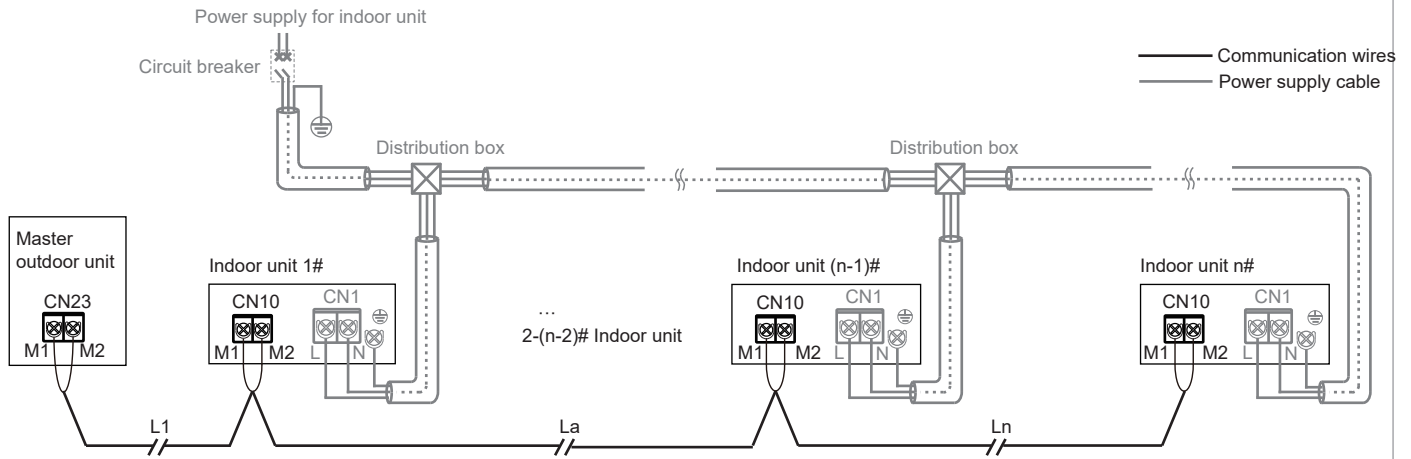 Power supply for indoor unit
Circuit breaker
Communication wires
Power supply cable
Distribution box
Distribution box
Master
outdoor unit
CN23
M1 M2
Indoor unit 1#
CN10 CN1
M1 M2 L N
...
2-(n-2)# Indoor unit
Indoor unit (n-1)#
CN10 CN1
M1 M2 L N
Indoor unit n#
CN10 CN1
M1 M2 L N
L1
La
Ln